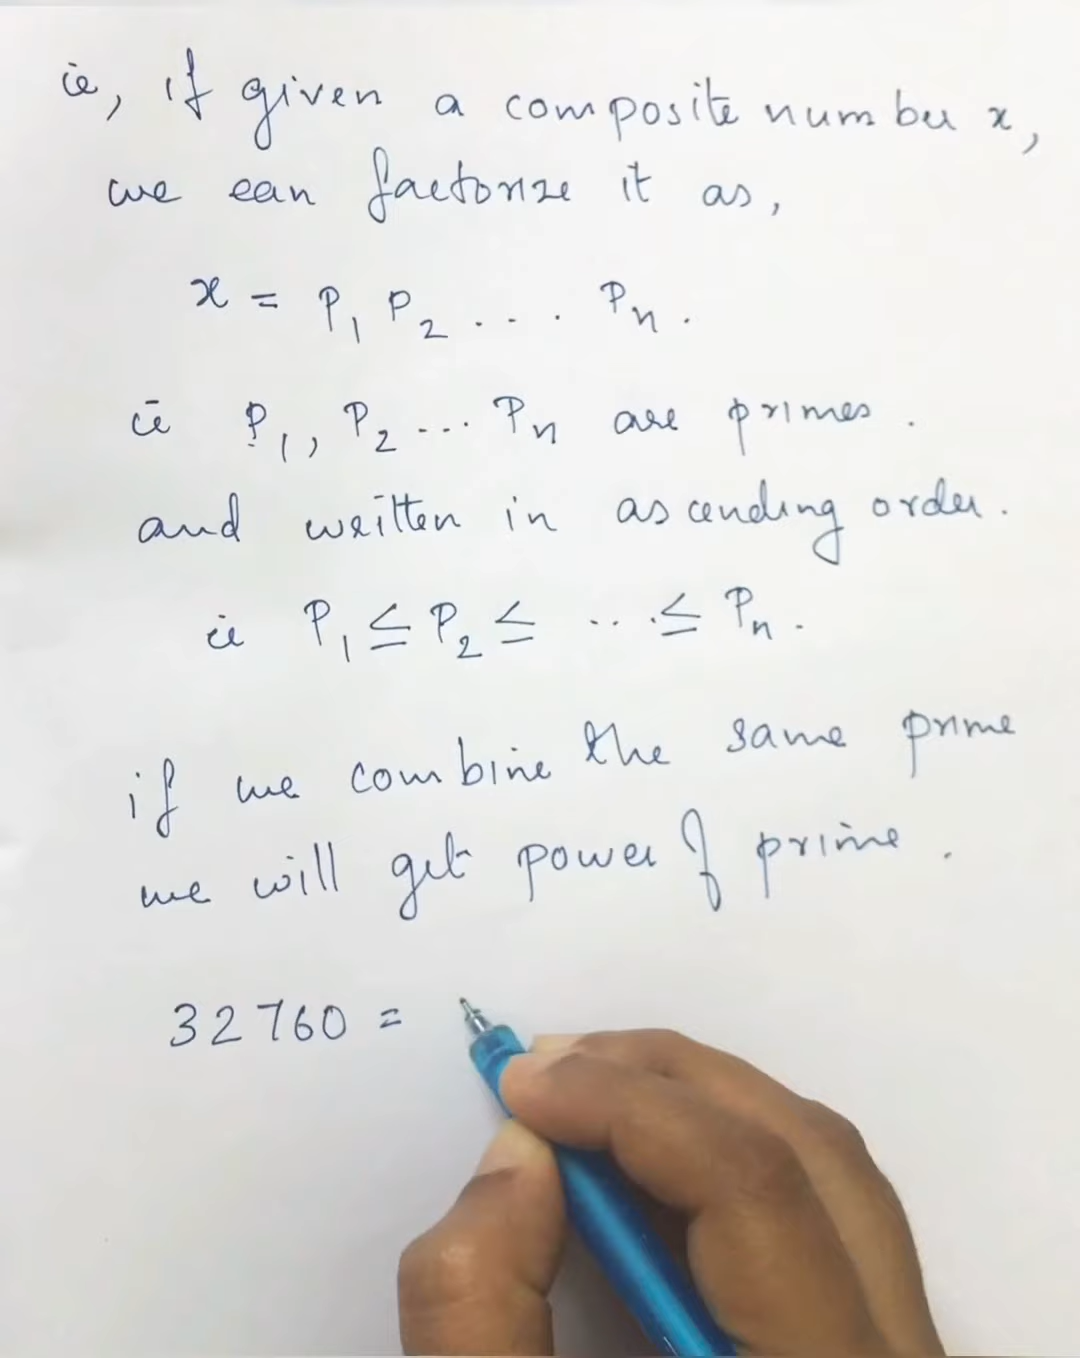 ie, if given a composite number x,
we can factorize it as,
x = P₁ P₂ .... Pₙ.
ie P₁, P₂ ... Pₙ are primes.
and written in ascending order.
ie P₁ ≤ P₂ ≤ ... ≤ Pₙ.
if we combine the same prime
we will get power of prime.
32760 =